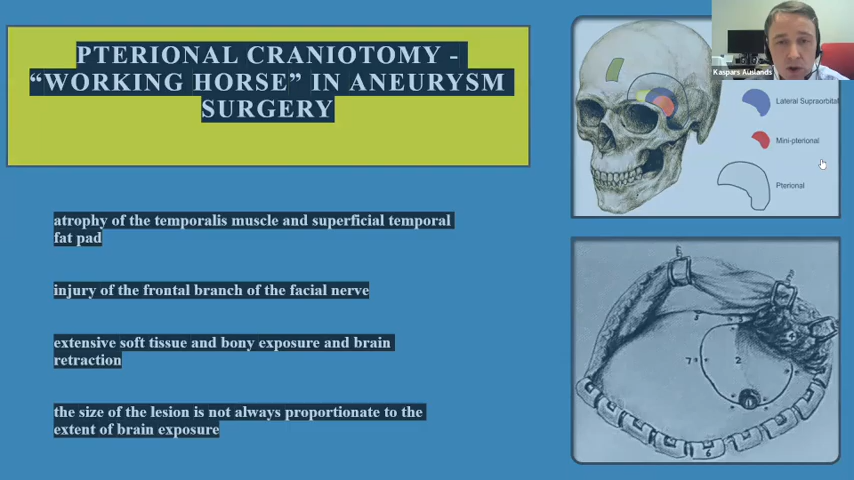 PTERIONAL CRANIOTOMY -
“WORKING HORSE” IN ANEURYSM
SURGERY
atrophy of the temporalis muscle and superficial temporal
fat pad
injury of the frontal branch of the facial nerve
extensive soft tissue and bony exposure and brain
retraction
the size of the lesion is not always proportionate to the
extent of brain exposure
Kaspars Auslands
Lateral Supraorbital
Mini-pterional
Pterional
7
2
6